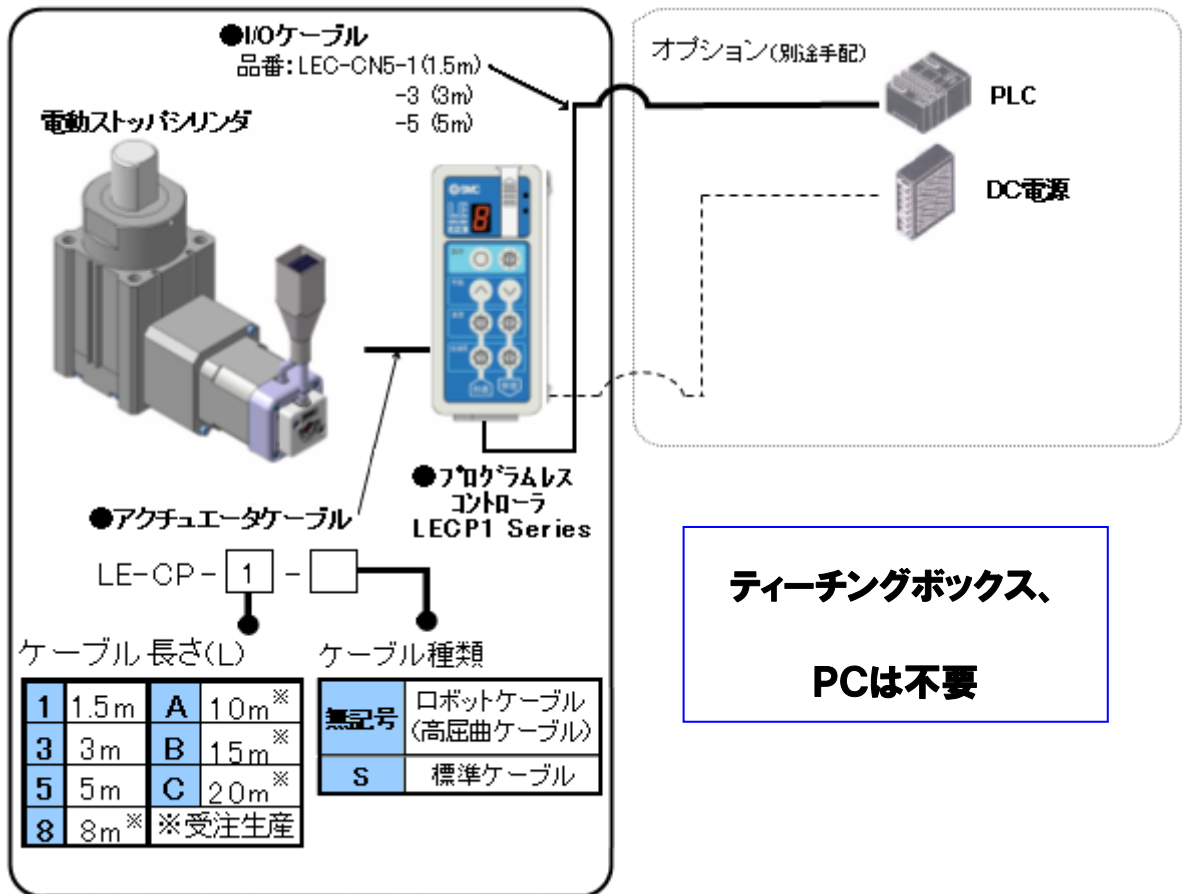 ●I/Oケーブル
品番:LEC-CN5-1(1.5m)
-3 (3m)
-5 (5m)
オプション(別途手配)
PLC
DC電源
電動ストッパシリンダ
SMC
8
●プログラムレス
コントローラ
LECP1 Series
●アクチュエータケーブル
LE-CP- 1 -
ケーブル長さ(L)
1 1.5m A 10m※
3 3m B 15m※
5 5m C 20m※
8 8m※ ※受注生産
ケーブル種類
無記号 ロボットケーブル
(高屈曲ケーブル)
S 標準ケーブル
ティーチングボックス、
PCは不要